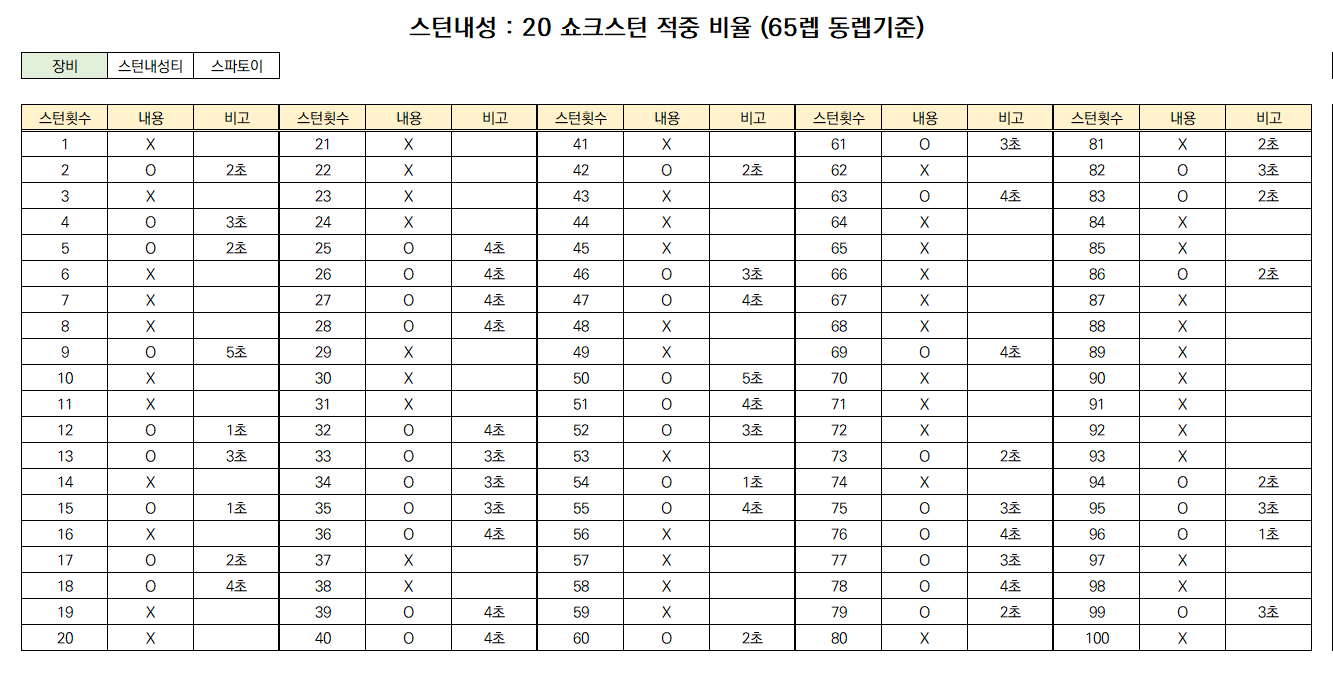 스턴내성 : 20 쇼크스턴 적중 비율 (65렙 동렙기준)
장비 스턴내성티 스파토이
스턴횟수 내용 비고 스턴횟수 내용 비고 스턴횟수 내용 비고 스턴횟수 내용 비고 스턴횟수 내용 비고
1 X 21 X 41 X 61 O 3초 81 X 2초
2 O 2초 22 X 42 O 2초 62 X 82 O 3초
3 X 23 X 43 X 63 O 4초 83 O 2초
4 O 3초 24 X 44 X 64 X 84 X
5 O 2초 25 O 4초 45 X 65 X 85 X
6 X 26 O 4초 46 O 3초 66 X 86 O 2초
7 X 27 O 4초 47 O 4초 67 X 87 X
8 X 28 O 4초 48 X 68 X 88 X
9 O 5초 29 X 49 X 69 O 4초 89 X
10 X 30 X 50 O 5초 70 X 90 X
11 X 31 X 51 O 4초 71 X 91 X
12 O 1초 32 O 4초 52 O 3초 72 X 92 X
13 O 3초 33 O 3초 53 X 73 O 2초 93 X
14 X 34 O 3초 54 O 1초 74 X 94 O 2초
15 O 1초 35 O 3초 55 O 4초 75 O 3초 95 O 3초
16 X 36 O 4초 56 X 76 O 4초 96 O 1초
17 O 2초 37 X 57 X 77 O 3초 97 X
18 O 4초 38 X 58 X 78 O 4초 98 X
19 X 39 O 4초 59 X 79 O 2초 99 O 3초
20 X 40 O 4초 60 O 2초 80 X 100 X